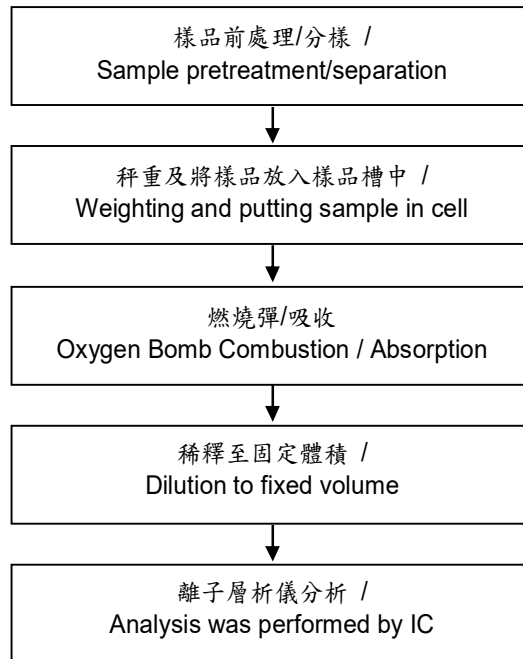 樣品前處理/分樣 /
Sample pretreatment/separation
秤重及將樣品放入樣品槽中 /
Weighting and putting sample in cell
燃燒彈/吸收
Oxygen Bomb Combustion / Absorption
稀釋至固定體積 /
Dilution to fixed volume
離子層析儀分析 /
Analysis was performed by IC